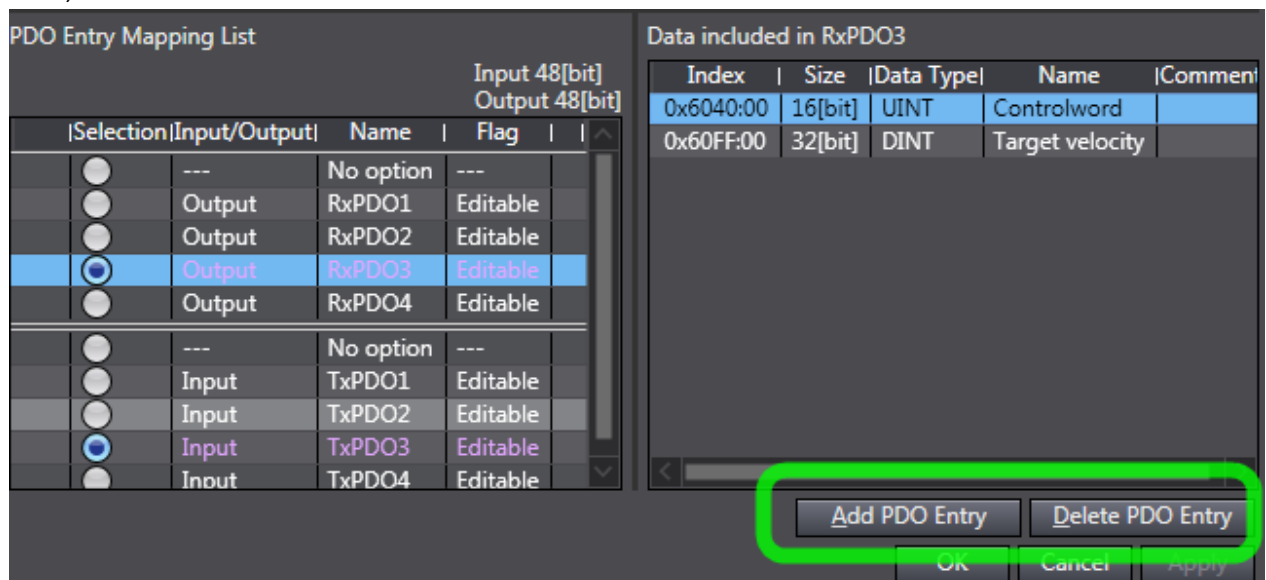 PDO Entry Mapping List
Input 48[bit]
Output 48[bit]
|Selection|Input/Output| Name | Flag | |
--- No option ---
Output RxPDO1 Editable
Output RxPDO2 Editable
Output RxPDO3 Editable
Output RxPDO4 Editable
--- No option ---
Input TxPDO1 Editable
Input TxPDO2 Editable
Input TxPDO3 Editable
Input TxPDO4 Editable
Data included in RxPDO3
Index | Size |Data Type| Name |Comment
0x6040:00 16[bit] UINT Controlword
0x60FF:00 32[bit] DINT Target velocity
Add PDO Entry Delete PDO Entry
OK Cancel Apply